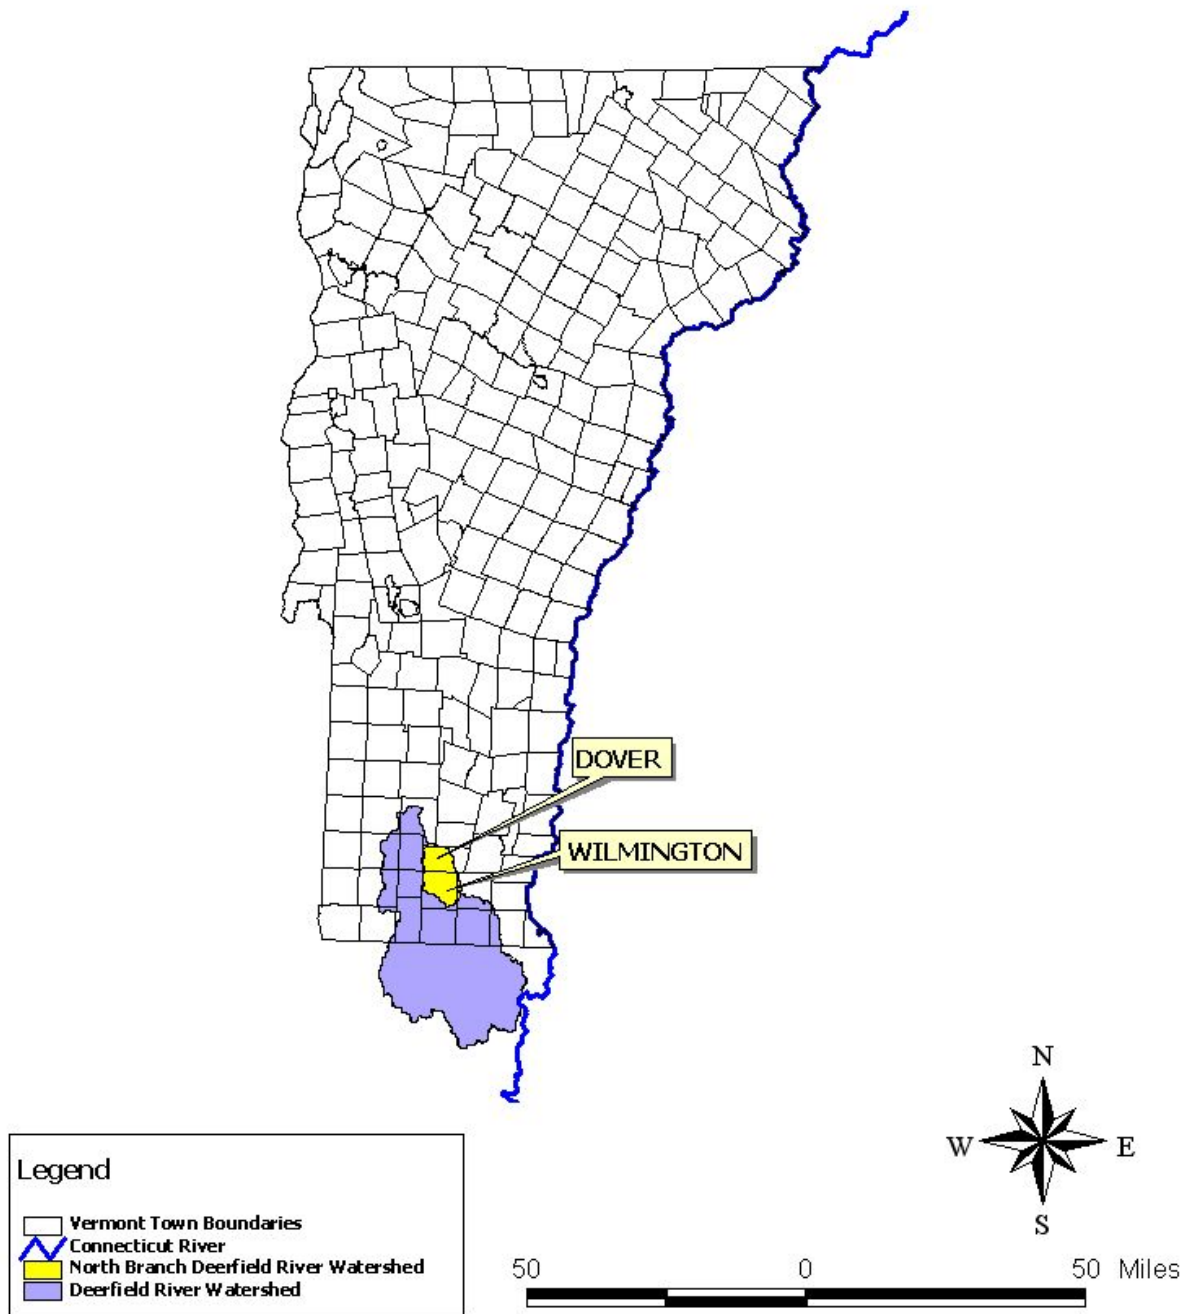 DOVER
WILMINGTON
N
W E
S
Legend
Vermont Town Boundaries
Connecticut River
North Branch Deerfield River Watershed
Deerfield River Watershed
50 0 50 Miles